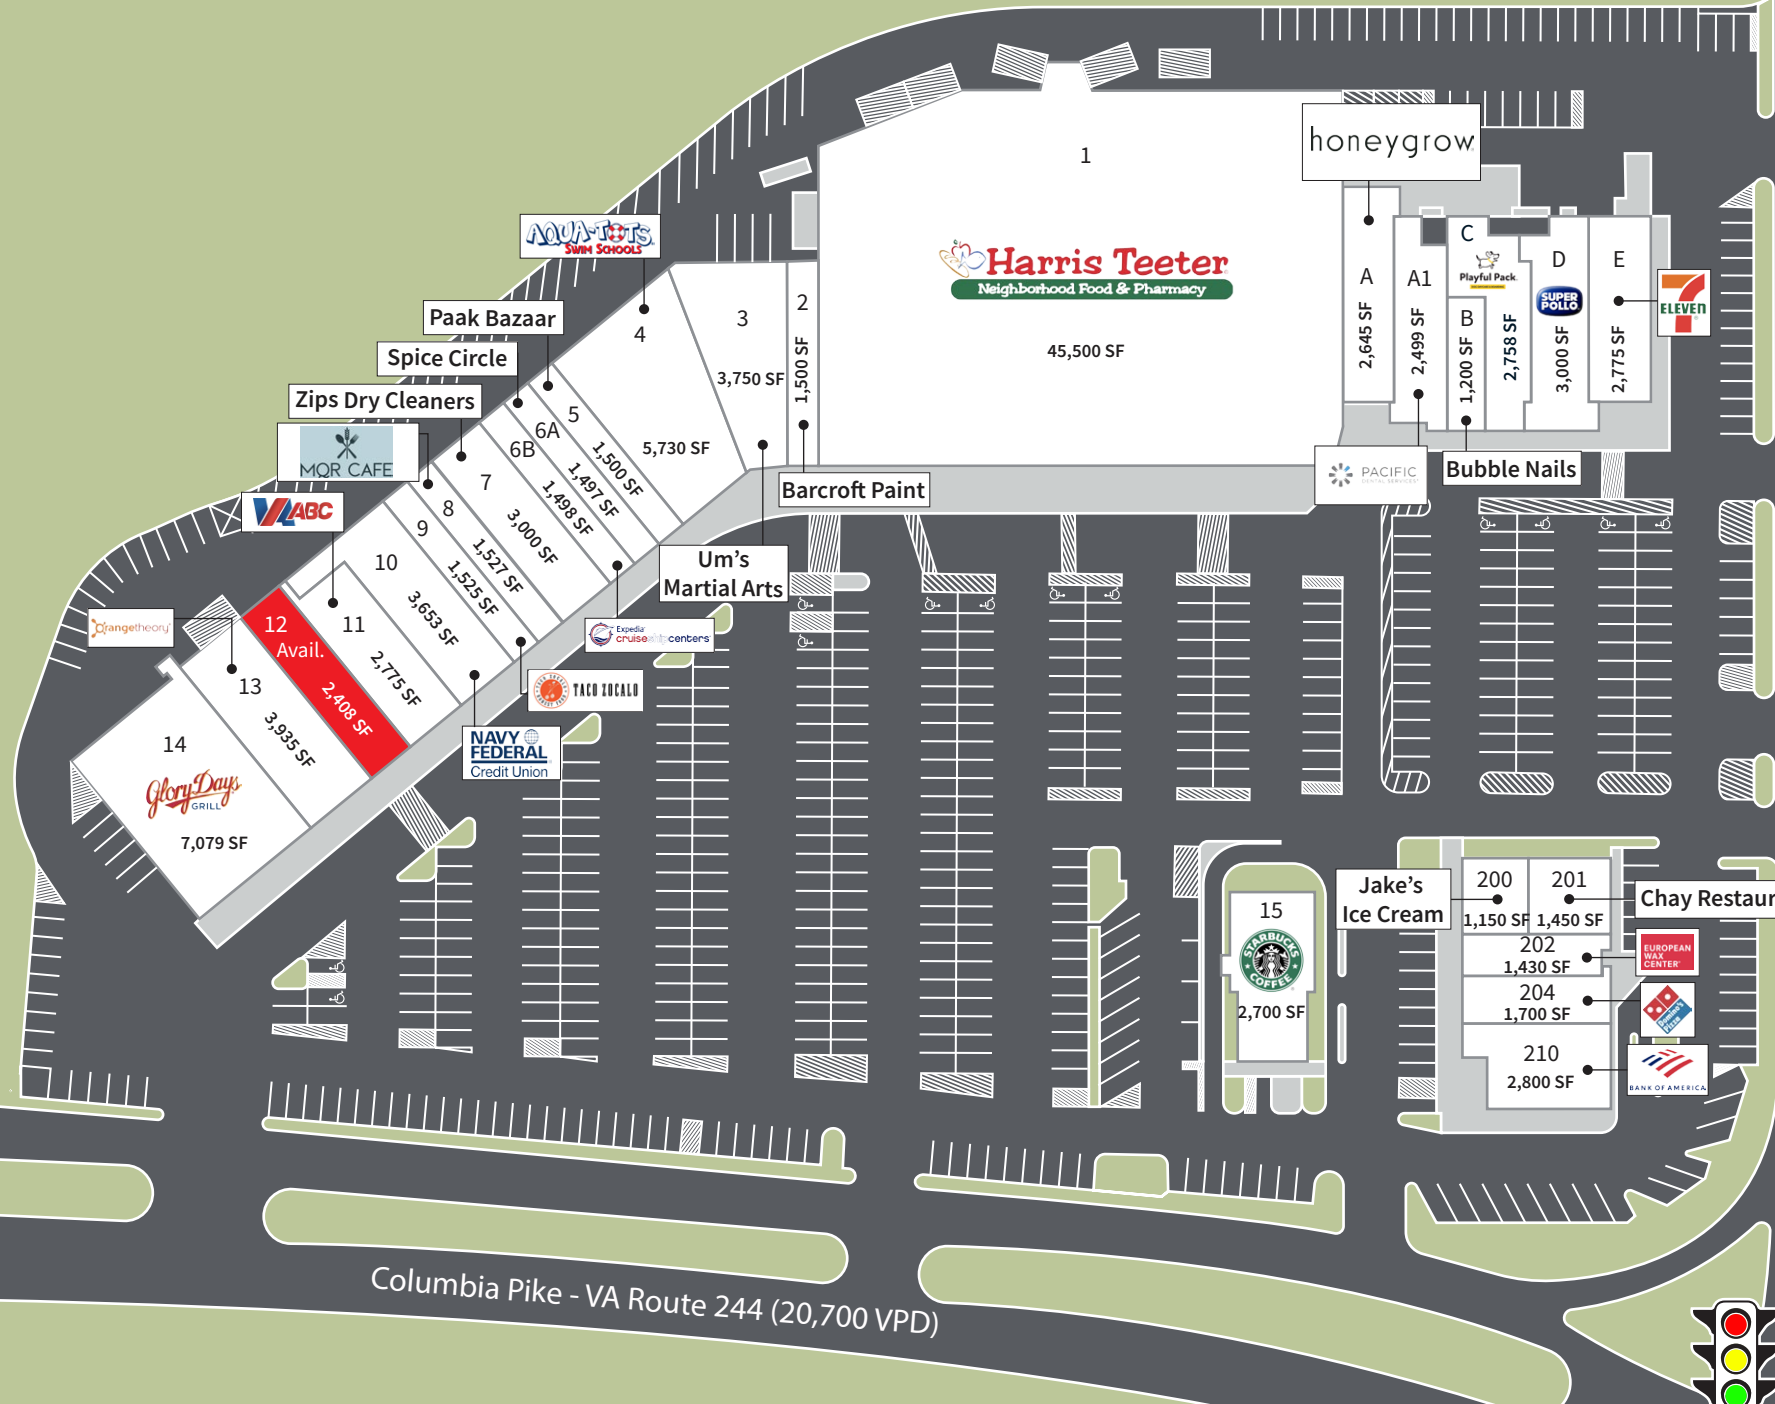 honeygrow
1
Harris Teeter
Neighborhood Food & Pharmacy
45,500 SF
A
2,645 SF
A1
2,499 SF
C
Playful Pack
2,758 SF
B
1,200 SF
D
SUPER
POLLO
3,000 SF
E
2,775 SF
7
ELEVEN
PACIFIC
DENTAL SERVICES
Bubble Nails
AQUA-TOTS
SWIM SCHOOLS
Paak Bazaar
Spice Circle
Zips Dry Cleaners
MQR CAFE
VA ABC
orangetheory
2
1,500 SF
Barcroft Paint
3
3,750 SF
Um's
Martial Arts
4
5,730 SF
5
1,500 SF
6A
1,497 SF
6B
1,498 SF
Expedia
cruiseshipcenters
7
3,000 SF
8
1,527 SF
9
1,525 SF
TACO ZOCALO
10
3,653 SF
NAVY
FEDERAL
Credit Union
11
2,775 SF
12
Avail.
2,408 SF
13
3,935 SF
14
Glory Days
GRILL
7,079 SF
15
STARBUCKS
COFFEE
2,700 SF
Jake's
Ice Cream
200
1,150 SF
201
1,450 SF
Chay Restaur
202
1,430 SF
EUROPEAN
WAX
CENTER
204
1,700 SF
Domino's
Pizza
210
2,800 SF
BANK OF AMERICA
Columbia Pike - VA Route 244 (20,700 VPD)